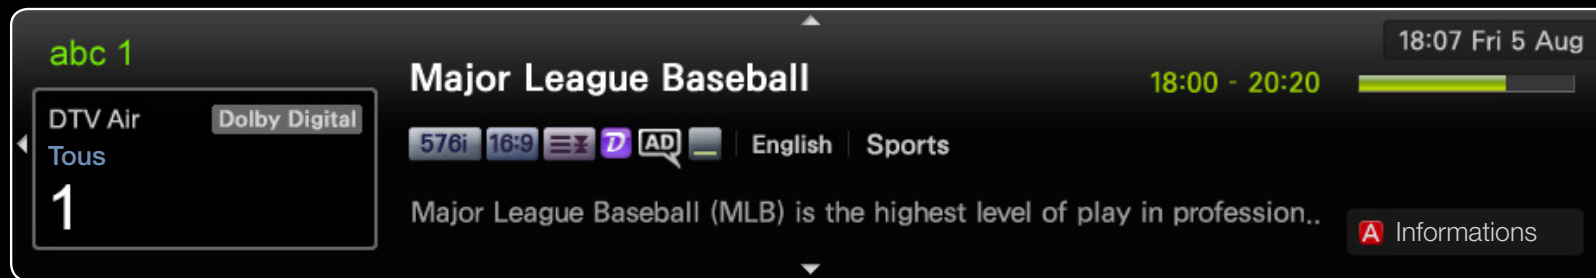 abc 1
DTV Air Dolby Digital
Tous
1
Major League Baseball 18:00 - 20:20
18:07 Fri 5 Aug
576i 16:9 D AD English Sports
Major League Baseball (MLB) is the highest level of play in profession..
A Informations